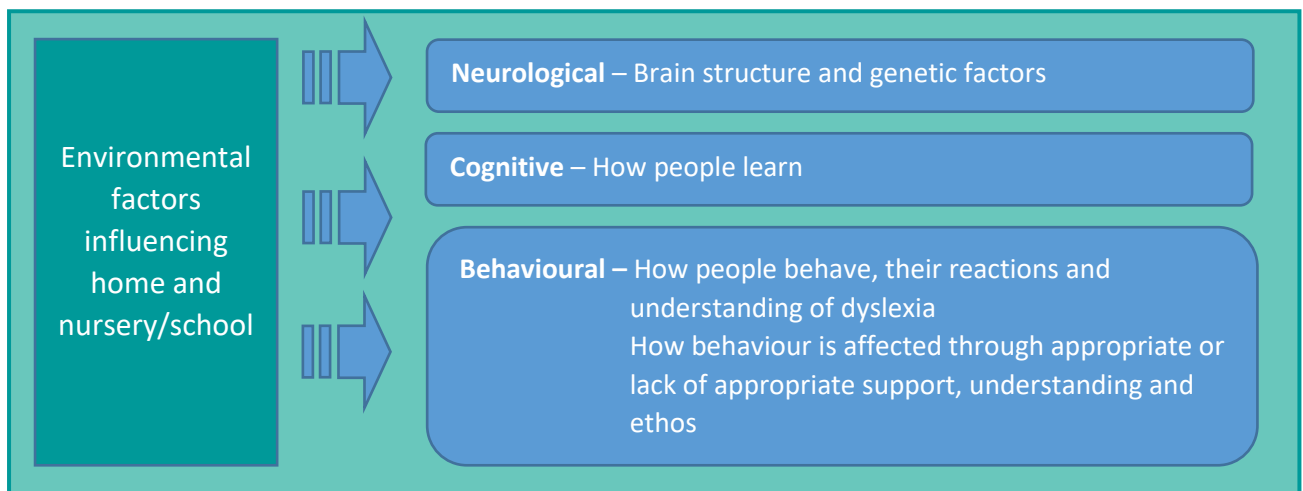 Environmental
factors
influencing
home and
nursery/school
Neurological – Brain structure and genetic factors
Cognitive – How people learn
Behavioural – How people behave, their reactions and
understanding of dyslexia
How behaviour is affected through appropriate or
lack of appropriate support, understanding and
ethos